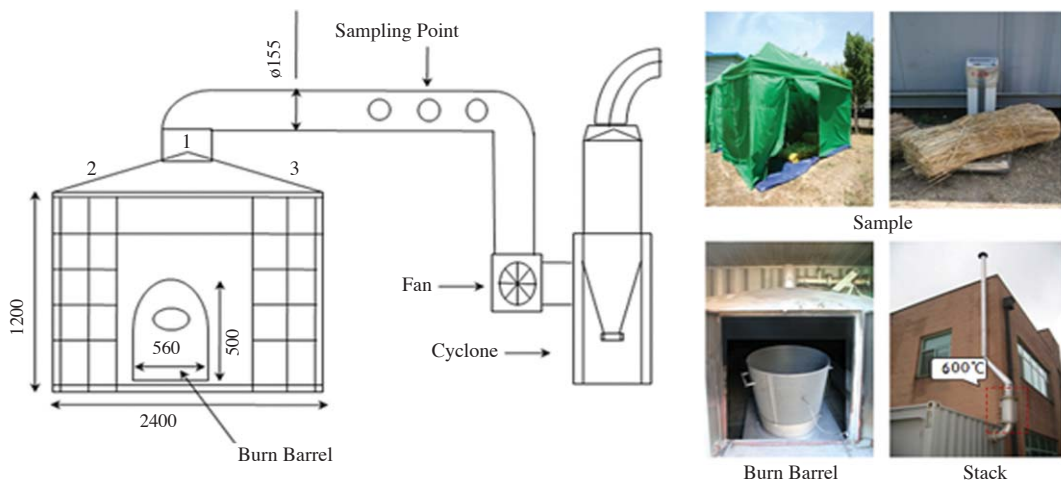 Sampling Point
ø155
1
2
3
1200
560
500
2400
Burn Barrel
Fan
Cyclone
Sample
600℃
Burn Barrel
Stack